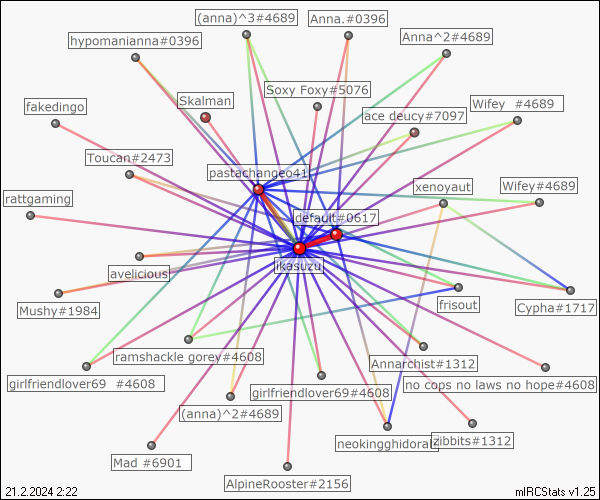 (anna)^3#4689
Anna.#0396
hypomanianna#0396
Anna^2#4689
Soxy Foxy#5076
Skalman
fakedingo
ace deucy#7097
Wifey  #4689
Toucan#2473
pastachangeo41
xenoyaut
Wifey#4689
rattgaming
default#0617
ikasuzu
avelicious
Mushy#1984
frisout
Cypha#1717
ramshackle gorey#4608
Annarchist#1312
girlfriendlover69  #4608
girlfriendlover69#4608
no cops no laws no hope#4608
(anna)^2#4689
neokingghidorah
zibbits#1312
Mad #6901
AlpineRooster#2156
21.2.2024 2:22
mIRCStats v1.25